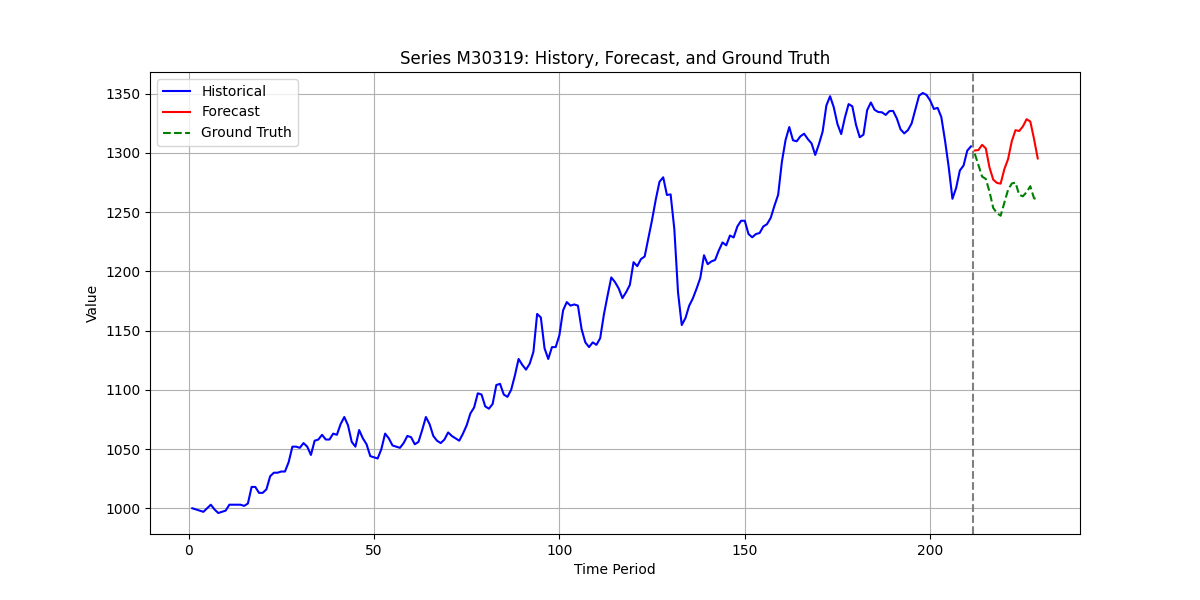 Series M30319: History, Forecast, and Ground Truth
Historical
Forecast
Ground Truth
Value
1350
1300
1250
1200
1150
1100
1050
1000
0 50 100 150 200
Time Period